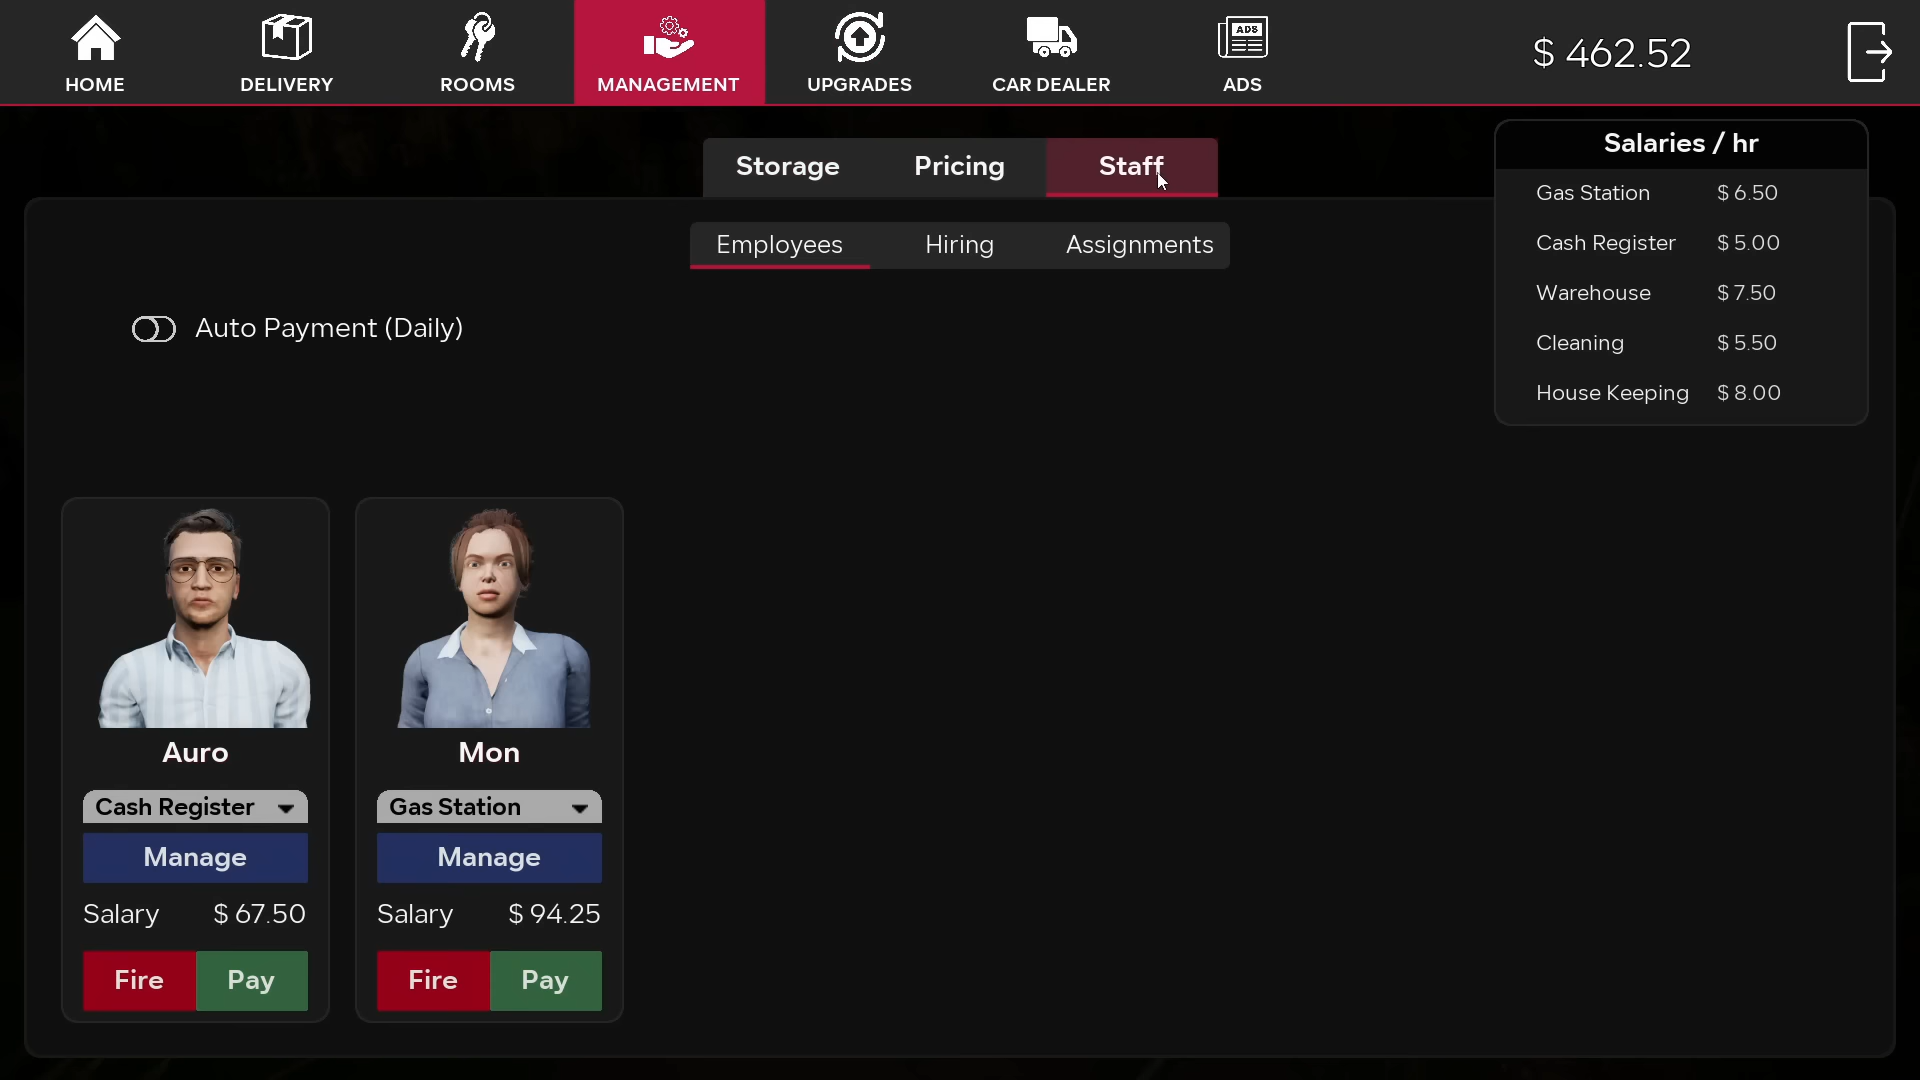 HOME
DELIVERY
ROOMS
MANAGEMENT
UPGRADES
CAR DEALER
ADS
ADS
$ 462.52
Storage
Pricing
Staff
Salaries / hr
Gas Station $ 6.50
Cash Register $ 5.00
Warehouse $ 7.50
Cleaning $ 5.50
House Keeping $ 8.00
Employees
Hiring
Assignments
Auto Payment (Daily)
Auro
Cash Register
Manage
Salary $ 67.50
Fire Pay
Mon
Gas Station
Manage
Salary $ 94.25
Fire Pay